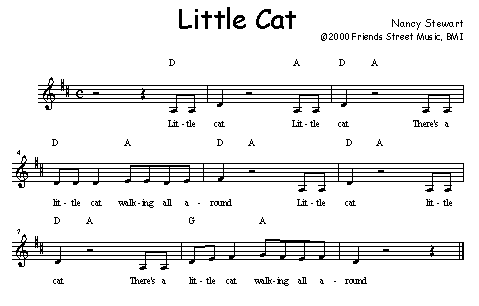 Little Cat
Nancy Stewart
©2000 Friends Street Music, BMI
D A D A
Lit - tle cat Lit - tle cat There's a
4
D A D A
lit - tle cat walk - ing all a - round Lit - tle cat lit - tle
7
D A G A
cat There's a lit - tle cat walk - ing all a - round